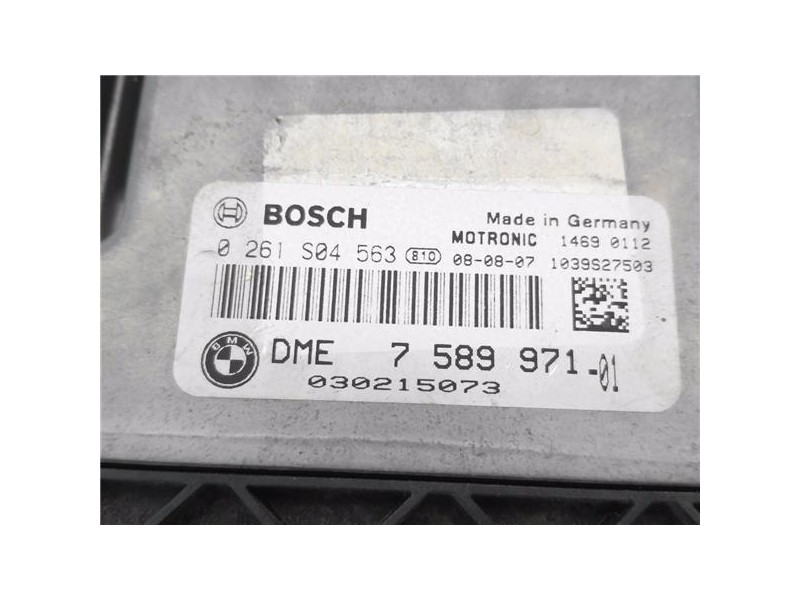 BOSCH Made in Germany
MOTRONIC 1469 0112
0 261 S04 563 810 08-08-07 1039S27503
BMW DME 7 589 971-01
030215073